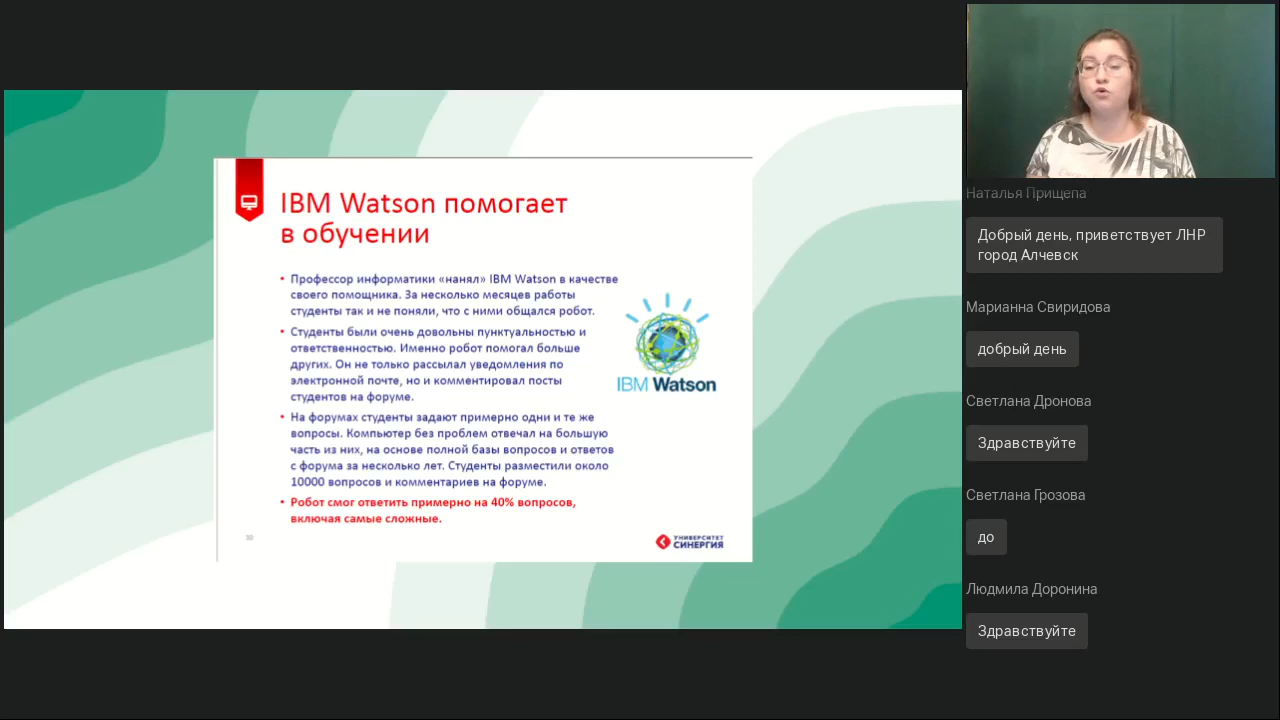 IBM Watson помогает
в обучении
• Профессор информатики «нанял» IBM Watson в качестве
своего помощника. За несколько месяцев работы
студенты так и не поняли, что с ними общался робот.
• Студенты были очень довольны пунктуальностью и
ответственностью. Именно робот помогал больше
других. Он не только рассылал уведомления по
электронной почте, но и комментировал посты
студентов на форуме.
• На форумах студенты задают примерно одни и те же
вопросы. Компьютер без проблем отвечал на большую
часть из них, на основе полной базы вопросов и ответов
с форума за несколько лет. Студенты разместили около
10000 вопросов и комментариев на форуме.
• Робот смог ответить примерно на 40% вопросов,
включая самые сложные.
IBM Watson
УНИВЕРСИТЕТ
СИНЕРГИЯ
Наталья Прищепа
Добрый день, приветствует ЛНР
город Алчевск
Марианна Свиридова
добрый день
Светлана Дронова
Здравствуйте
Светлана Грозова
до
Людмила Доронина
Здравствуйте